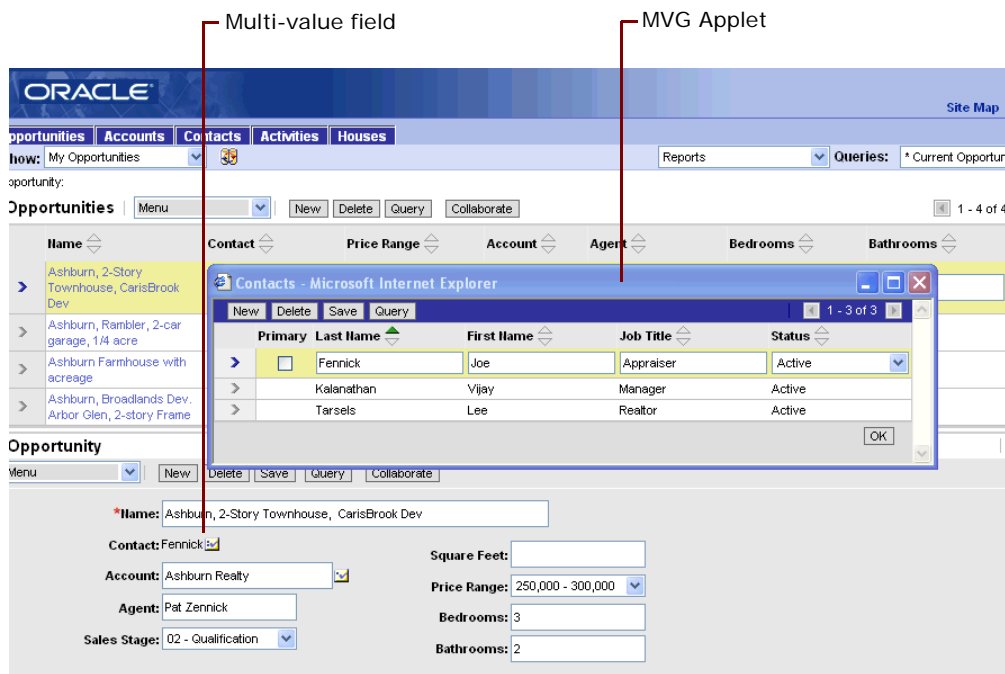 Multi-value field
MVG Applet
ORACLE
Site Map
pportunities Accounts Contacts Activities Houses
how: My Opportunities Reports Queries: * Current Opportun
pportunity:
Opportunities Menu New Delete Query Collaborate 1 - 4 of 4
Name Contact Price Range Account Agent Bedrooms Bathrooms
Ashburn, 2-Story
Townhouse, CarisBrook
Dev
Ashburn, Rambler, 2-car
garage, 1/4 acre
Ashburn Farmhouse with
acreage
Ashburn, Broadlands Dev.
Arbor Glen, 2-story Frame
Contacts - Microsoft Internet Explorer
New Delete Save Query 1 - 3 of 3
Primary Last Name First Name Job Title Status
Fennick Joe Appraiser Active
Kalanathan Vijay Manager Active
Tarsels Lee Realtor Active
OK
Opportunity
Menu New Delete Save Query Collaborate
*Name: Ashburn, 2-Story Townhouse, CarisBrook Dev
Contact: Fennick
Account: Ashburn Realty
Agent: Pat Zennick
Sales Stage: 02 - Qualification
Square Feet:
Price Range: 250,000 - 300,000
Bedrooms: 3
Bathrooms: 2